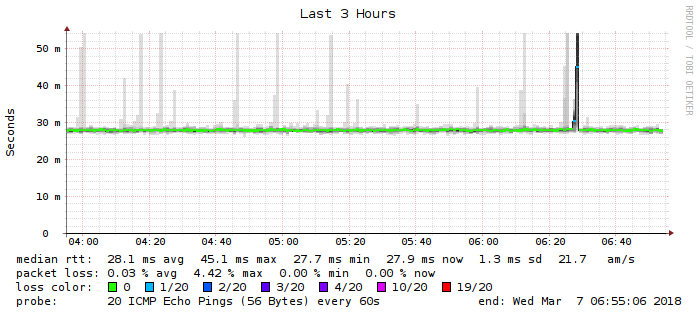 Last 3 Hours
RRDTOOL / TOBI OETIKER
Seconds
50 m
40 m
30 m
20 m
10 m
0
04:00 04:20 04:40 05:00 05:20 05:40 06:00 06:20 06:40
median rtt: 28.1 ms avg 45.1 ms max 27.7 ms min 27.9 ms now 1.3 ms sd 21.7 am/s
packet loss: 0.03 % avg 4.42 % max 0.00 % min 0.00 % now
loss color: 0 1/20 2/20 3/20 4/20 10/20 19/20
probe: 20 ICMP Echo Pings (56 Bytes) every 60s end: Wed Mar 7 06:55:06 2018